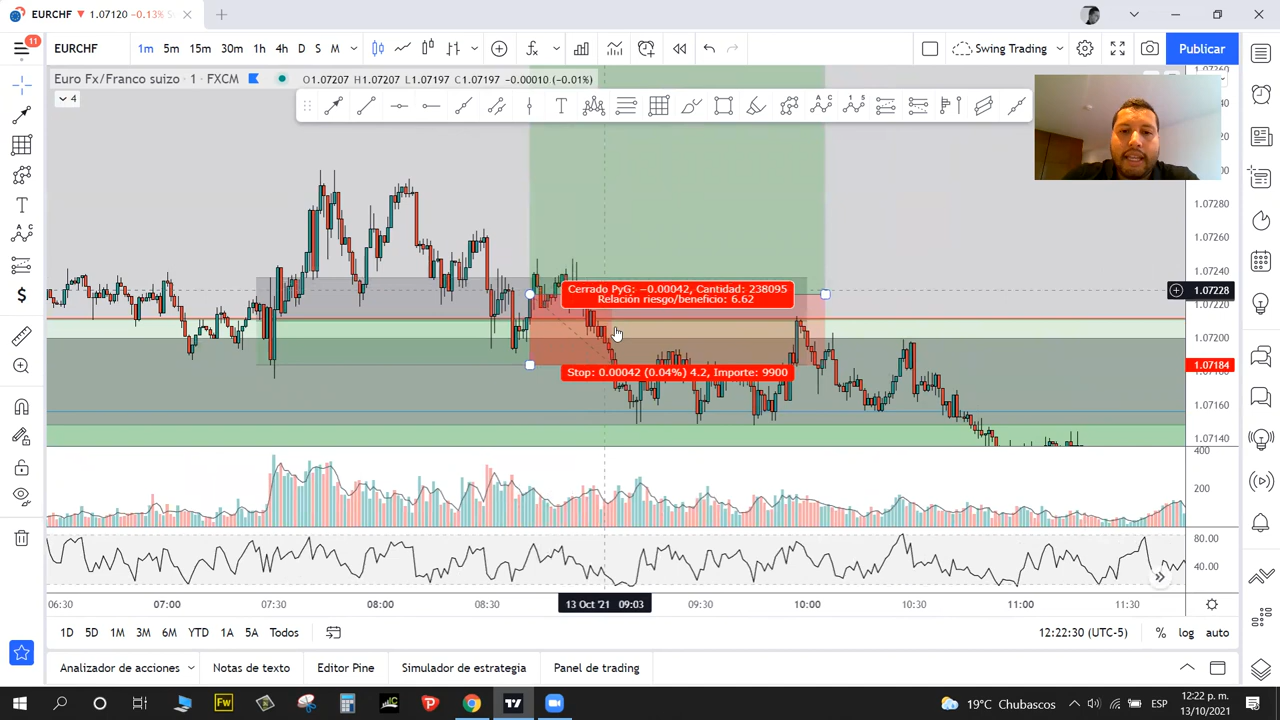 EURCHF ▼ 1.07120 −0.13%
EURCHF
1m 5m 15m 30m 1h 4h D S M
Swing Trading
Publicar
11
Euro Fx/Franco suizo · 1 · FXCM
O1.07207 H1.07207 L1.07197 C1.07197 −0.00010 (−0.01%)
4
Cerrado PyG: −0.00042, Cantidad: 238095
Relación riesgo/beneficio: 6.62
Stop: 0.00042 (0.04%) 4.2, Importe: 9900
1.07280
1.07260
1.07240
1.07228
1.07220
1.07200
1.07184
1.07160
1.07140
400
200
80.00
40.00
06:30 07:00 07:30 08:00 08:30 13 Oct '21 09:03 09:30 10:00 10:30 11:00 11:30
1D 5D 1M 3M 6M YTD 1A 5A Todos
12:22:30 (UTC-5) % log auto
Analizador de acciones Notas de texto Editor Pine Simulador de estrategia Panel de trading
Fw
19°C Chubascos
ESP
12:22 p. m.
13/10/2021